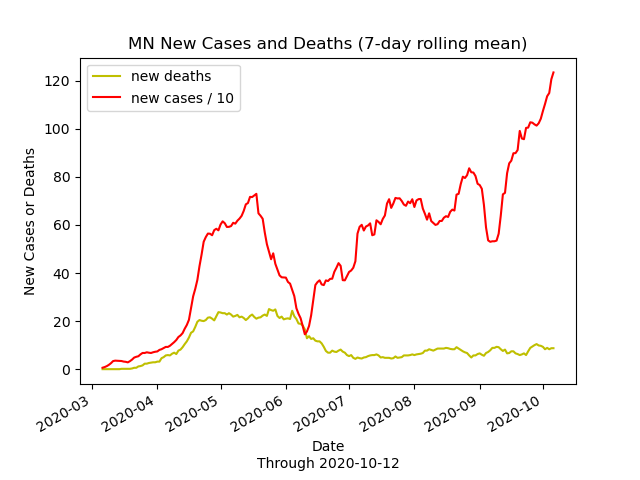 MN New Cases and Deaths (7-day rolling mean)
new deaths
new cases / 10
New Cases or Deaths
120
100
80
60
40
20
0
2020-03
2020-04
2020-05
2020-06
2020-07
2020-08
2020-09
2020-10
Date
Through 2020-10-12